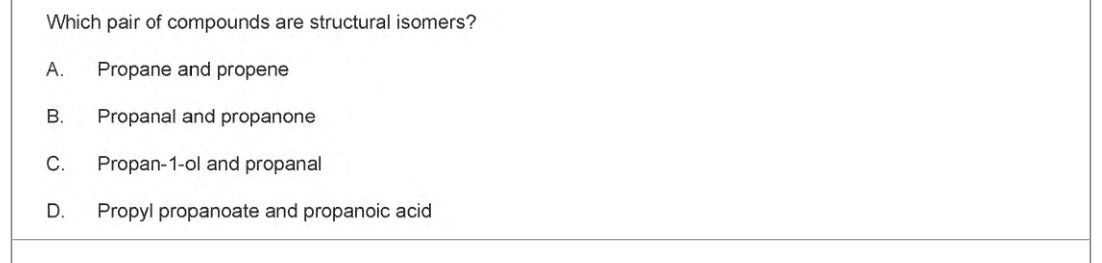 Which pair of compounds are structural isomers?
A. Propane and propene
B. Propanal and propanone
C. Propan-1-ol and propanal
D. Propyl propanoate and propanoic acid